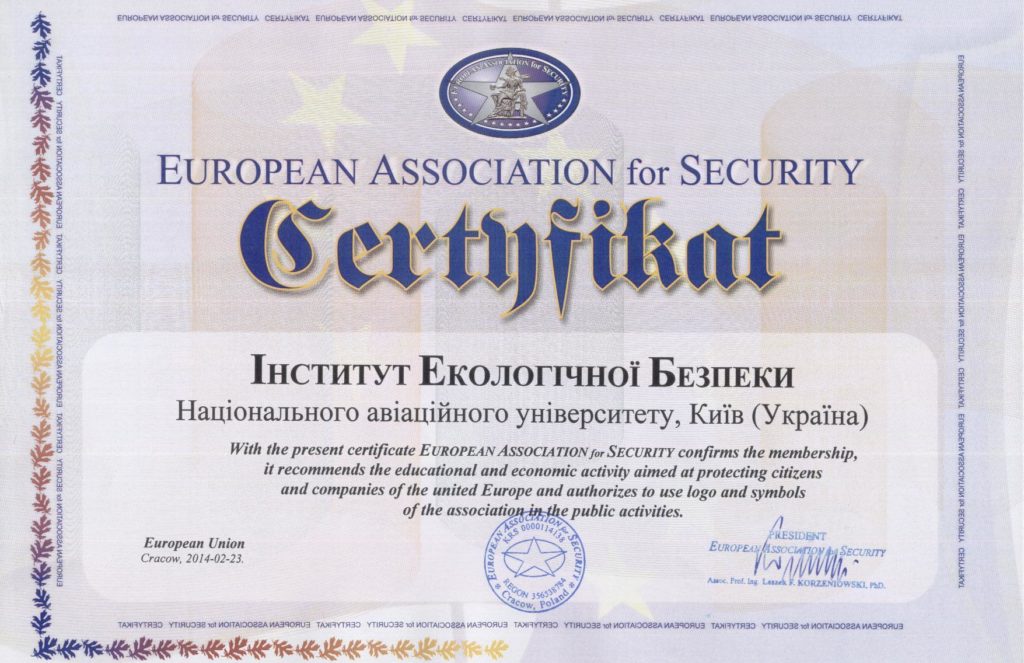 EUROPEAN ASSOCIATION for SECURITY CERTYFIKAT EUROPEAN ASSOCIATION for SECURITY CERTYFIKAT EUROPEAN ASSOCIATION for SECURITY CERTYFIKAT EUROPEAN ASSOCIATION for SECURITY CERTYFIKAT
EUROPEAN ASSOCIATION for SECURITY
EUROPEAN ASSOCIATION for SECURITY
Certyfikat
Інститут Екологічної Безпеки
Національного авіаційного університету, Київ (Україна)
With the present certificate EUROPEAN ASSOCIATION for SECURITY confirms the membership,
it recommends the educational and economic activity aimed at protecting citizens
and companies of the united Europe and authorizes to use logo and symbols
of the association in the public activities.
European Union
Cracow, 2014-02-23.
EUROPEAN ASSOCIATION for SECURITY
KRS 0000114138
REGON 356338784
Cracow, Poland
PRESIDENT
EUROPEAN ASSOCIATION for SECURITY
Assoc. Prof. Ing. Leszek F. KORZENIOWSKI, PhD.
EUROPEAN ASSOCIATION for SECURITY CERTYFIKAT EUROPEAN ASSOCIATION for SECURITY CERTYFIKAT EUROPEAN ASSOCIATION for SECURITY CERTYFIKAT EUROPEAN ASSOCIATION for SECURITY CERTYFIKAT